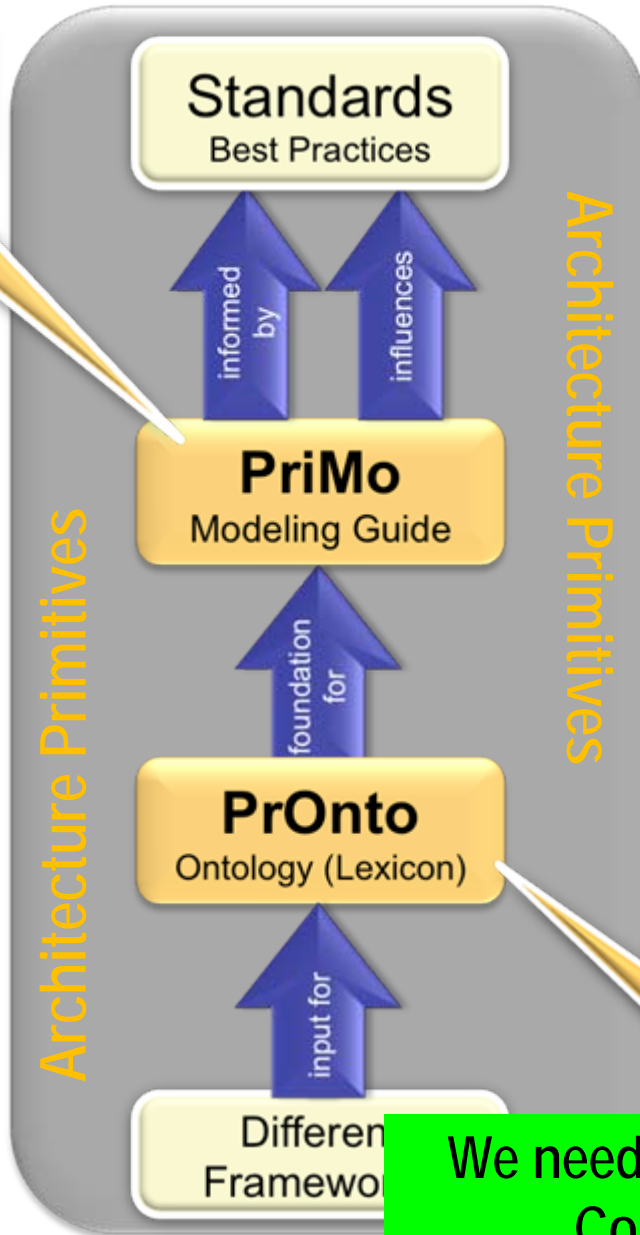 Standards
Best Practices
informed
by
influences
Architecture Primitives
PriMo
Modeling Guide
foundation
for
Architecture Primitives
PrOnto
Ontology (Lexicon)
input for
Differen
Framewor
We need
Co